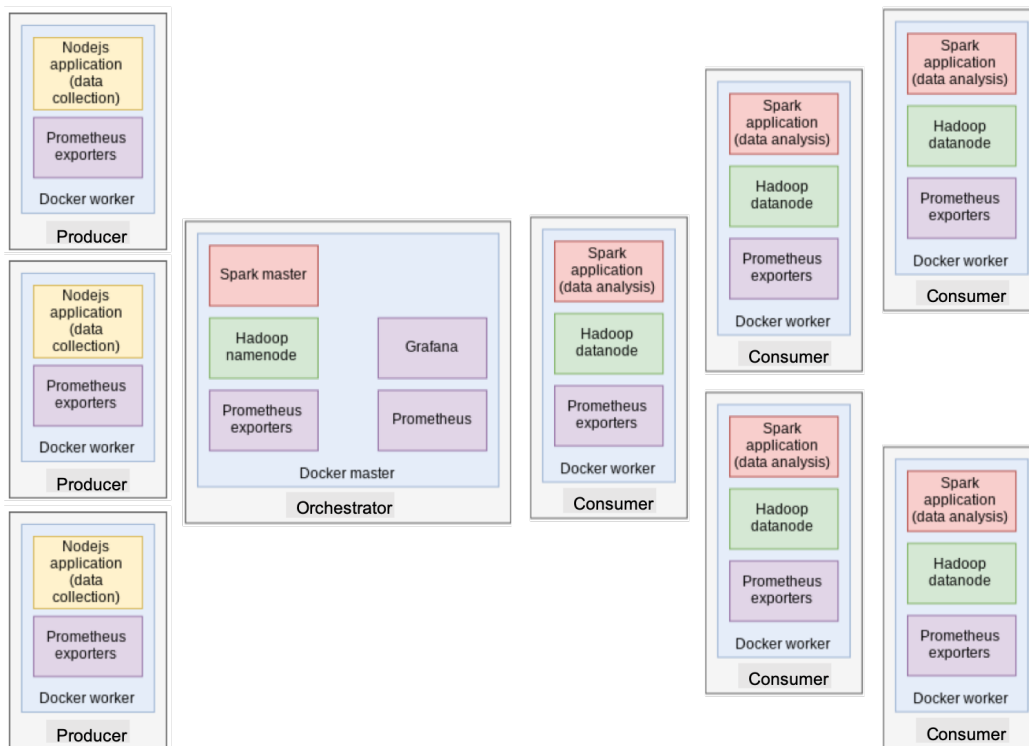 Nodejs
application
(data
collection)
Prometheus
exporters
Docker worker
Producer
Nodejs
application
(data
collection)
Prometheus
exporters
Docker worker
Producer
Nodejs
application
(data
collection)
Prometheus
exporters
Docker worker
Producer
Spark master
Hadoop
namenode
Grafana
Prometheus
exporters
Prometheus
Docker master
Orchestrator
Spark
application
(data analysis)
Hadoop
datanode
Prometheus
exporters
Docker worker
Consumer
Spark
application
(data analysis)
Hadoop
datanode
Prometheus
exporters
Docker worker
Consumer
Spark
application
(data analysis)
Hadoop
datanode
Prometheus
exporters
Docker worker
Consumer
Spark
application
(data analysis)
Hadoop
datanode
Prometheus
exporters
Docker worker
Consumer
Spark
application
(data analysis)
Hadoop
datanode
Prometheus
exporters
Docker worker
Consumer